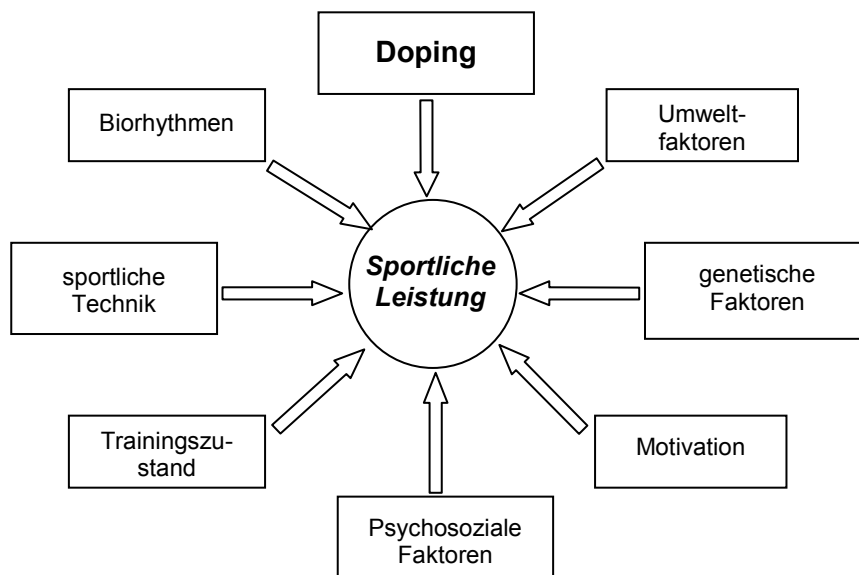 Doping
Biorhythmen
Umwelt-
faktoren
sportliche
Technik
Sportliche
Leistung
genetische
Faktoren
Trainingszu-
stand
Motivation
Psychosoziale
Faktoren